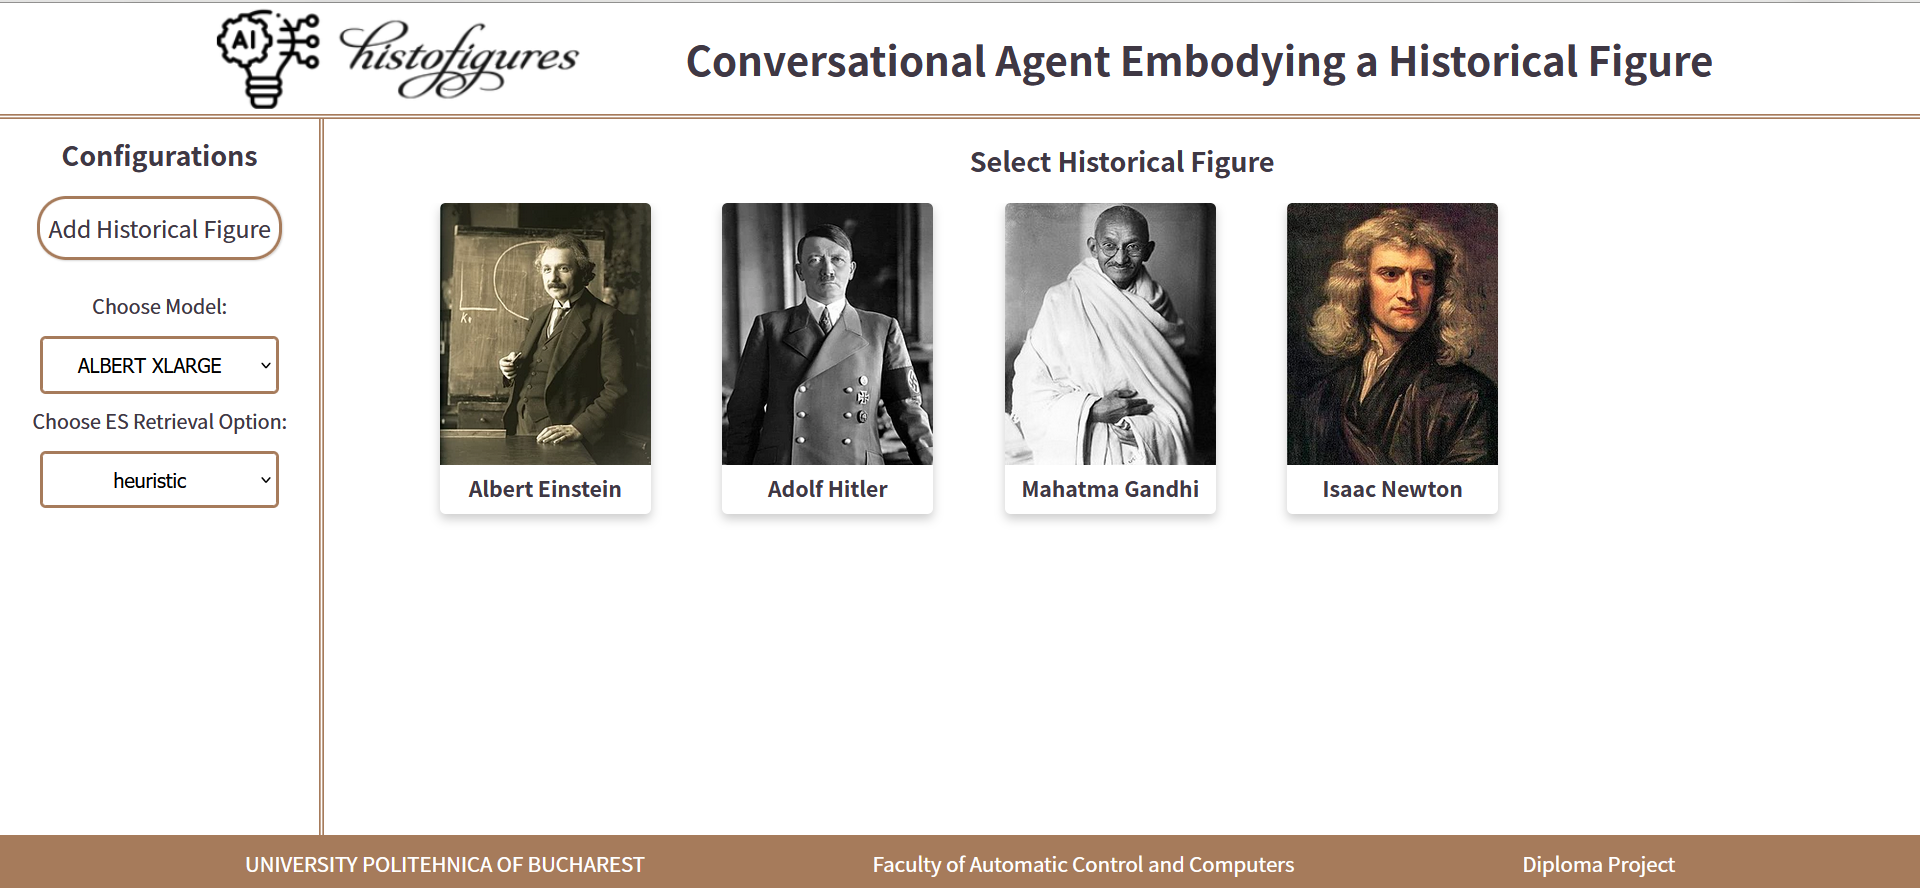 AI
histofigures
Conversational Agent Embodying a Historical Figure
Configurations
Add Historical Figure
Choose Model:
ALBERT XLARGE
Choose ES Retrieval Option:
heuristic
Select Historical Figure
Albert Einstein
Adolf Hitler
Mahatma Gandhi
Isaac Newton
UNIVERSITY POLITEHNICA OF BUCHAREST
Faculty of Automatic Control and Computers
Diploma Project